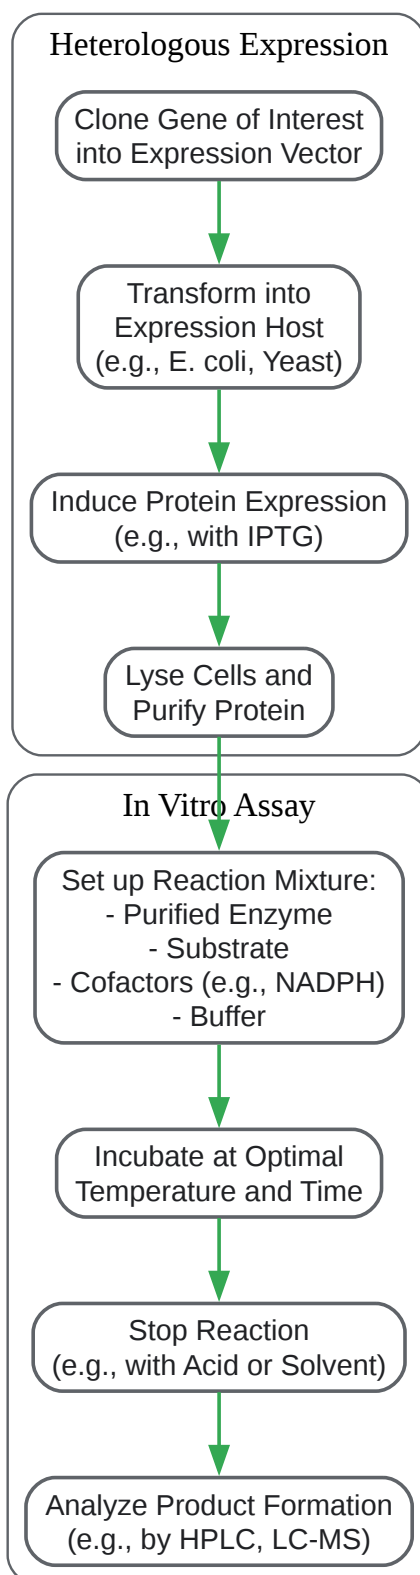 Heterologous Expression
Clone Gene of Interest
into Expression Vector
Transform into
Expression Host
(e.g., E. coli, Yeast)
Induce Protein Expression
(e.g., with IPTG)
Lyse Cells and
Purify Protein
In Vitro Assay
Set up Reaction Mixture:
- Purified Enzyme
- Substrate
- Cofactors (e.g., NADPH)
- Buffer
Incubate at Optimal
Temperature and Time
Stop Reaction
(e.g., with Acid or Solvent)
Analyze Product Formation
(e.g., by HPLC, LC-MS)